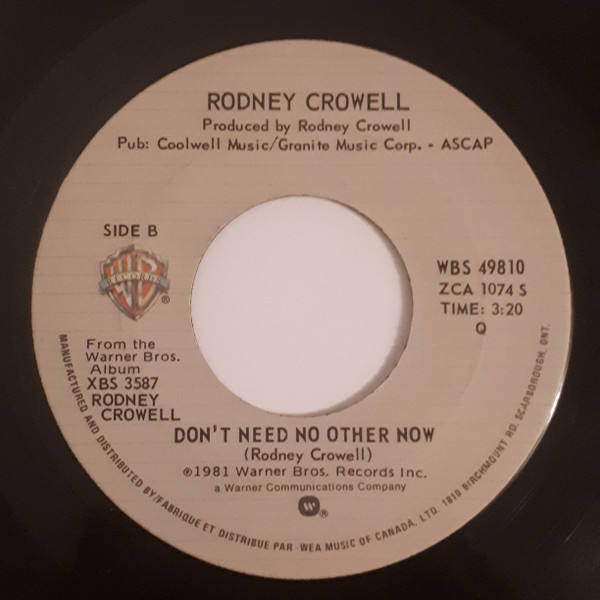 RODNEY CROWELL
Produced by Rodney Crowell
Pub: Coolwell Music/Granite Music Corp. - ASCAP
SIDE B
WB
RECORDS
®
WBS 49810
ZCA 1074 S
TIME: 3:20
Q
From the
Warner Bros.
Album
XBS 3587
RODNEY
CROWELL
DON'T NEED NO OTHER NOW
(Rodney Crowell)
℗1981 Warner Bros. Records Inc.
a Warner Communications Company
W®
MANUFACTURED AND DISTRIBUTED BY/FABRIQUE ET DISTRIBUE PAR WEA MUSIC OF CANADA, LTD. 1810 BIRCHMOUNT RD, SCARBOROUGH, ONT.